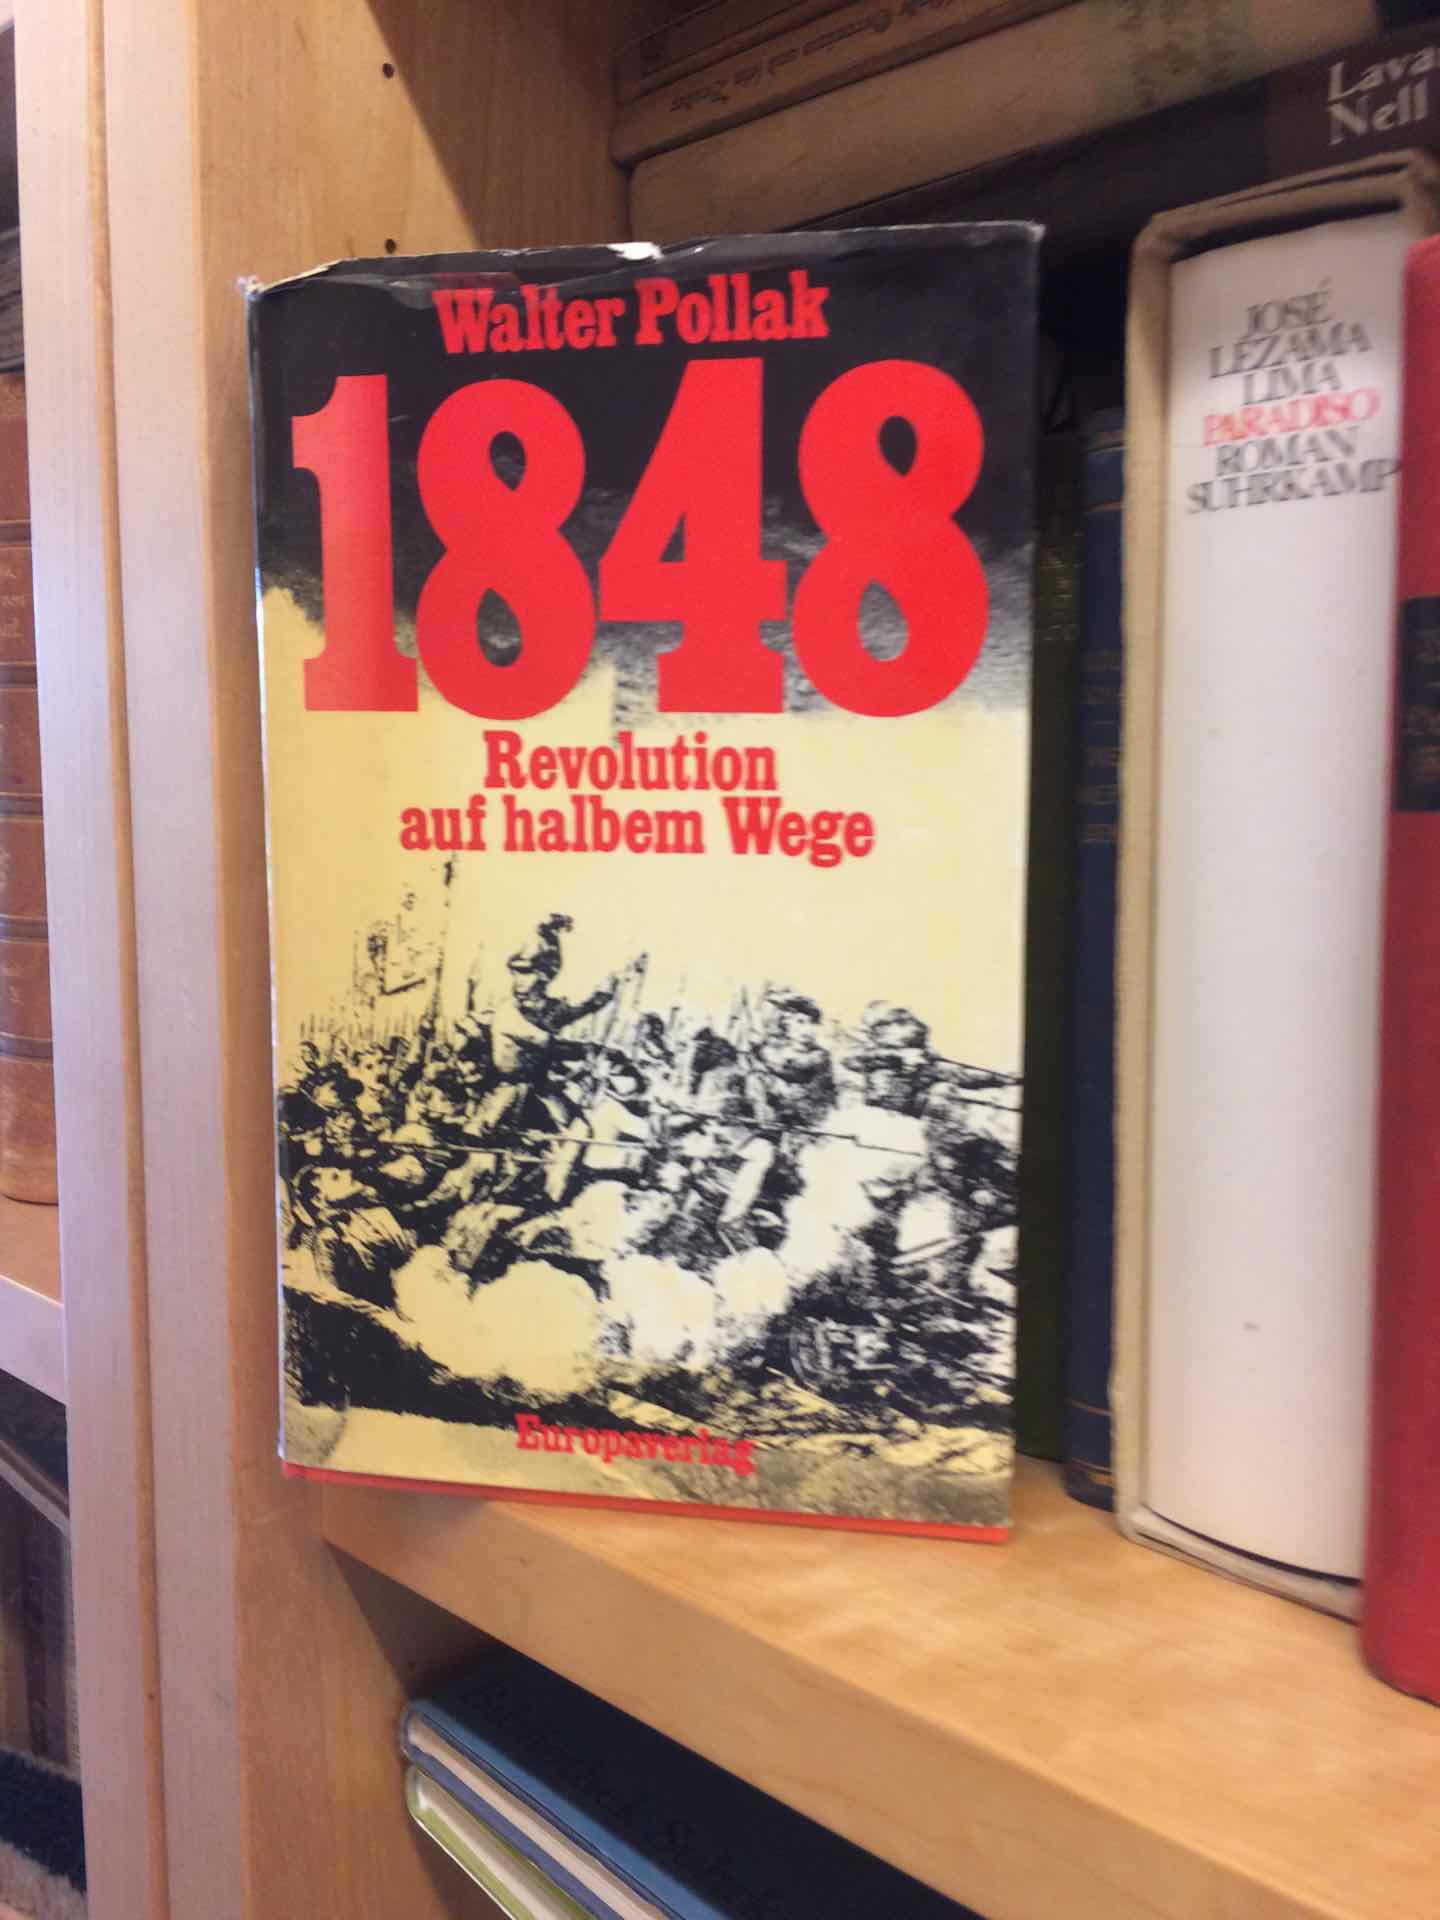 Walter Pollak
1848
Revolution
auf halbem Wege
Europaverlag
JOSÉ
LEZAMA
LIMA
PARADISO
ROMAN
SUHRKAMP
Nell